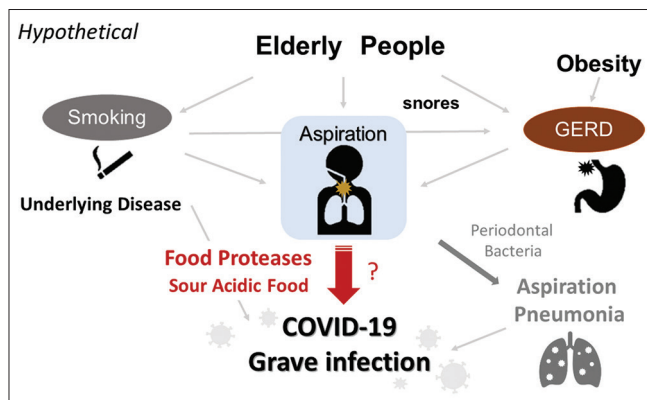 Hypothetical
Elderly People
Obesity
snores
Smoking
Aspiration
GERD
Underlying Disease
Periodontal
Bacteria
Food Proteases
Sour Acidic Food
?
Aspiration
Pneumonia
COVID-19
Grave infection